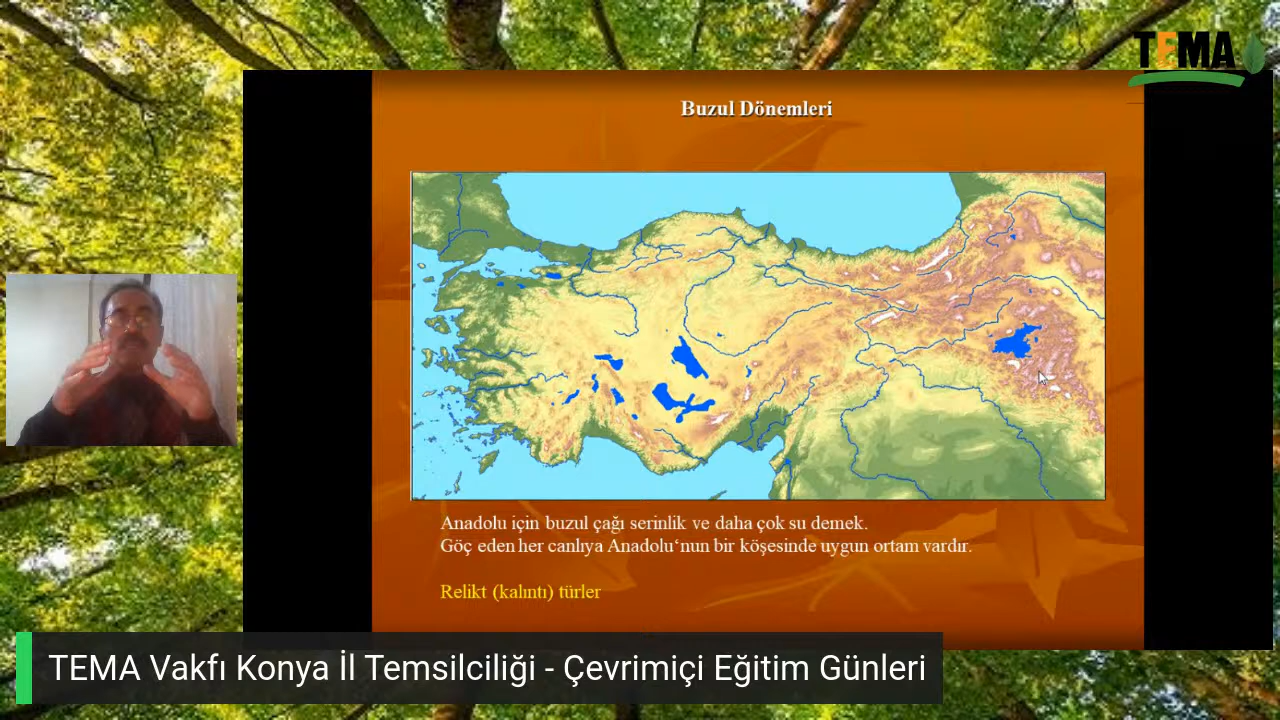 TEMA
Buzul Dönemleri
Anadolu için buzul çağı serinlik ve daha çok su demek.
Göç eden her canlıya Anadolu‘nun bir köşesinde uygun ortam vardır.
Relikt (kalıntı) türler
TEMA Vakfı Konya İl Temsilciliği - Çevrimiçi Eğitim Günleri